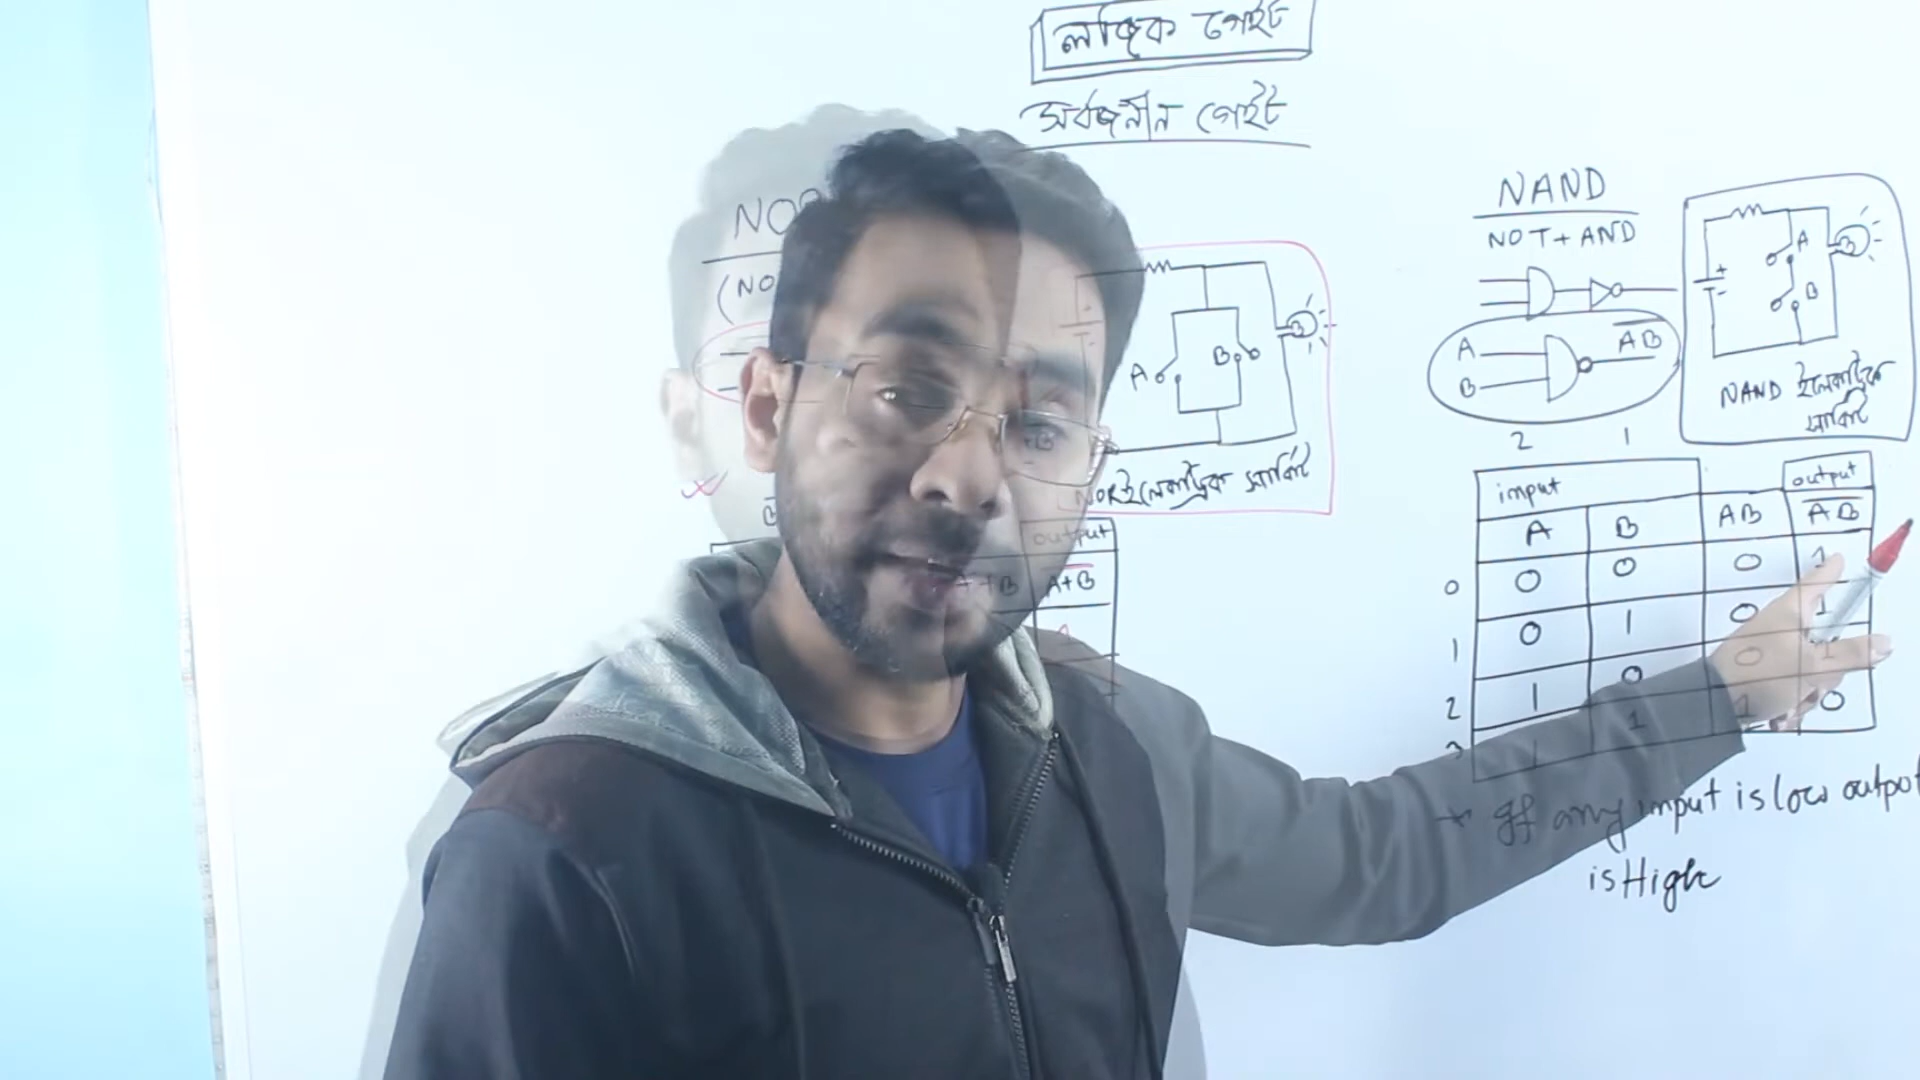 লজিক গেইট
সর্বজনীন গেইট
A
B
NOR ইলেকট্রিক সার্কিট
output
A+B
NAND
NOT + AND
A
B
A̅B̅
2 1
+
-
A
B
NAND ইলেকট্রিক
সার্কিট
input output
A B AB A̅B̅
0 0 0 0 1
1 0 1 0 1
2 1 0 0 1
3 1 1 1 0
* If any input is low output
is High